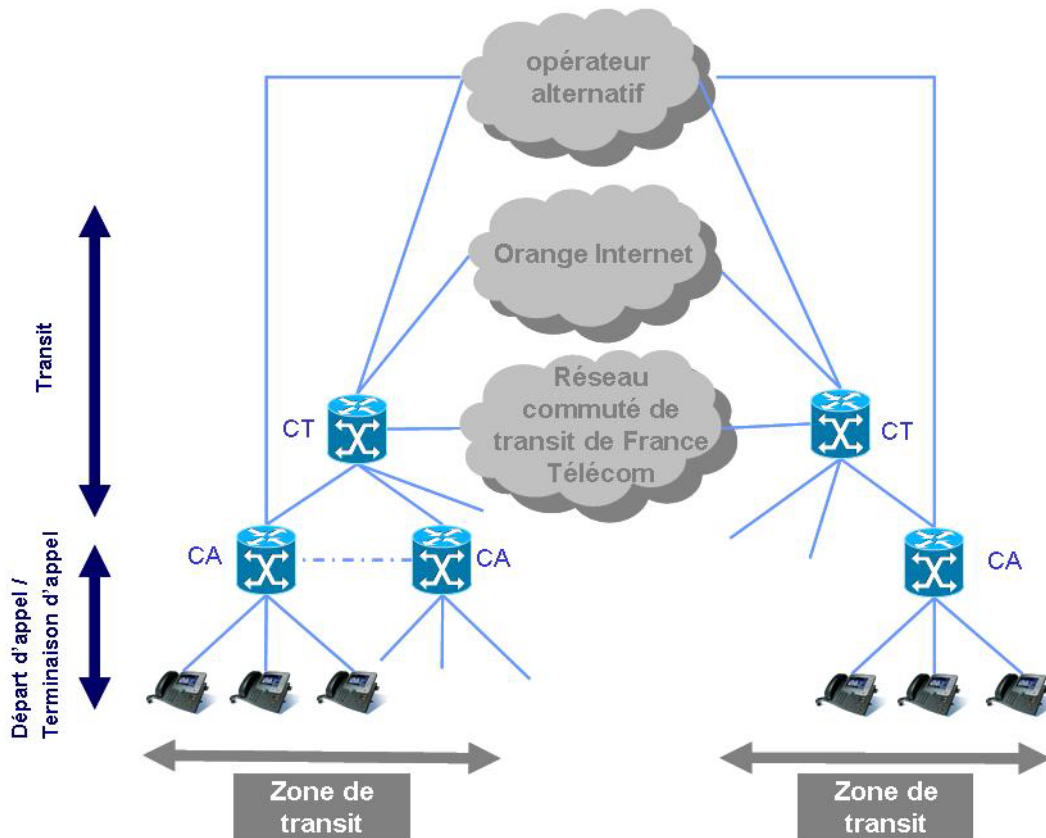 opérateur
alternatif
Orange Internet
Réseau
commuté de
transit de France
Télécom
Transit
CT
CT
CA
CA
CA
Départ d'appel /
Terminaison d'appel
Zone de
transit
Zone de
transit